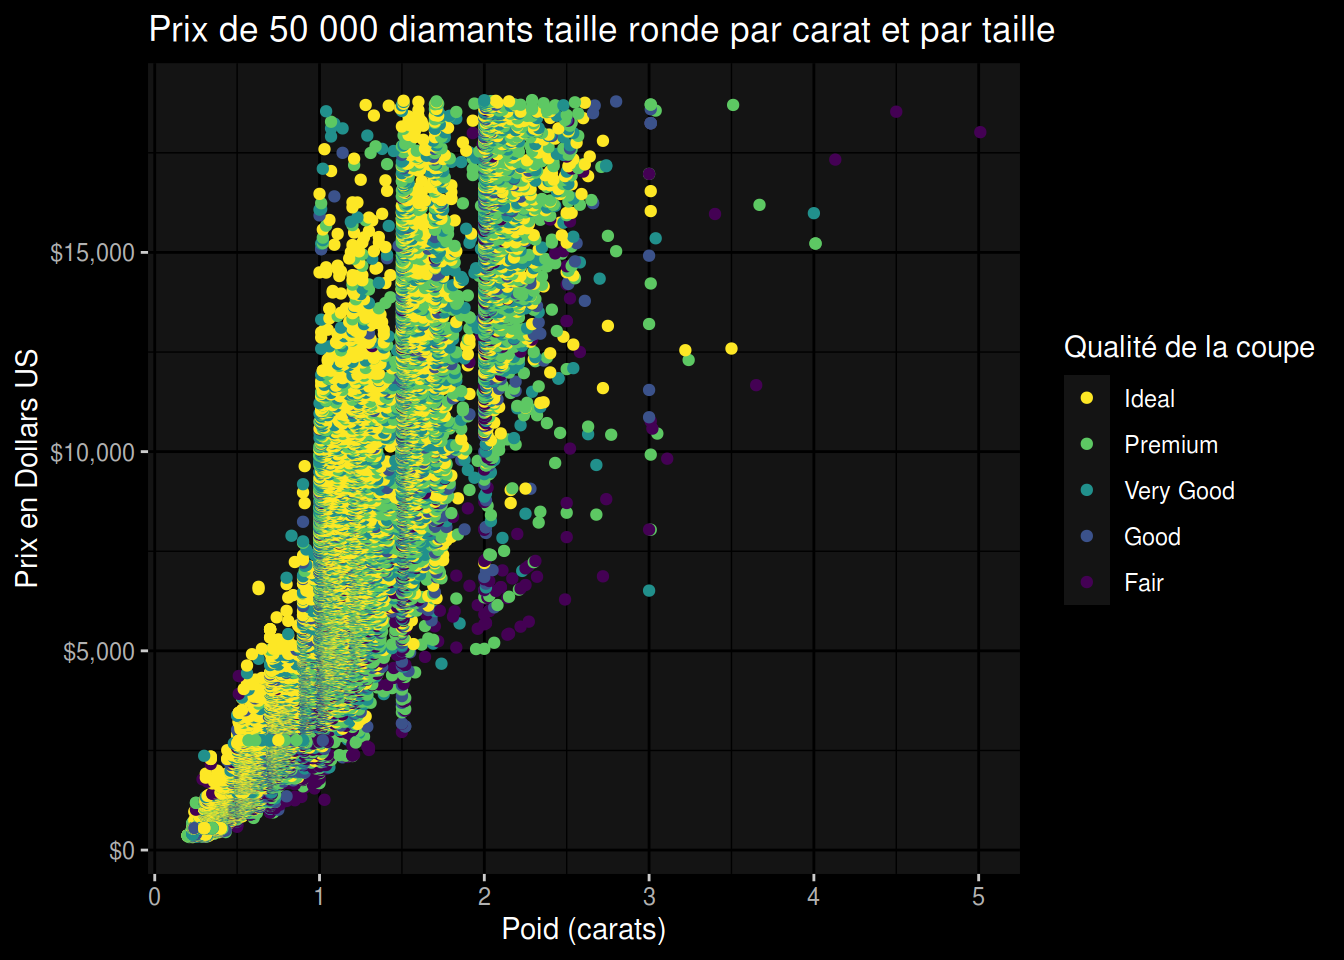 Prix de 50 000 diamants taille ronde par carat et par taille
Prix en Dollars US
$15,000
$10,000
$5,000
$0
0 1 2 3 4 5
Poid (carats)
Qualité de la coupe
Ideal
Premium
Very Good
Good
Fair